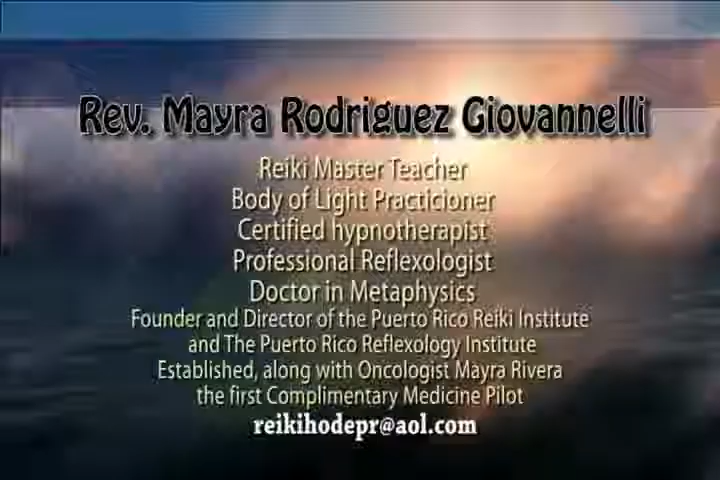 Rev. Mayra Rodriguez Giovannelli
Reiki Master Teacher
Body of Light Practicioner
Certified hypnotherapist
Professional Reflexologist
Doctor in Metaphysics
Founder and Director of the Puerto Rico Reiki Institute
and The Puerto Rico Reflexology Institute
Established, along with Oncologist Mayra Rivera
the first Complimentary Medicine Pilot
reikihodepr@aol.com